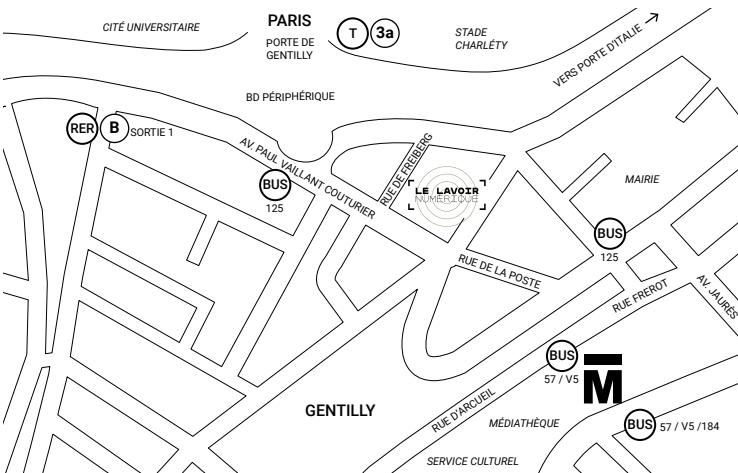 CITÉ UNIVERSITAIRE
PARIS
PORTE DE
GENTILLY
T 3a
STADE
CHARLÉTY
VERS PORTE D'ITALIE
BD PÉRIPHÉRIQUE
RER B SORTIE 1
AV. PAUL VAILLANT COUTURIER
RUE DE FREIBERG
BUS
125
LE LAVOIR
NUMÉRIQUE
MAIRIE
BUS
125
RUE DE LA POSTE
RUE FREROT
AV. JAURÈS
BUS
57 / V5
M
GENTILLY
RUE D'ARCUEIL
MÉDIATHÈQUE
BUS 57 / V5 /184
SERVICE CULTUREL